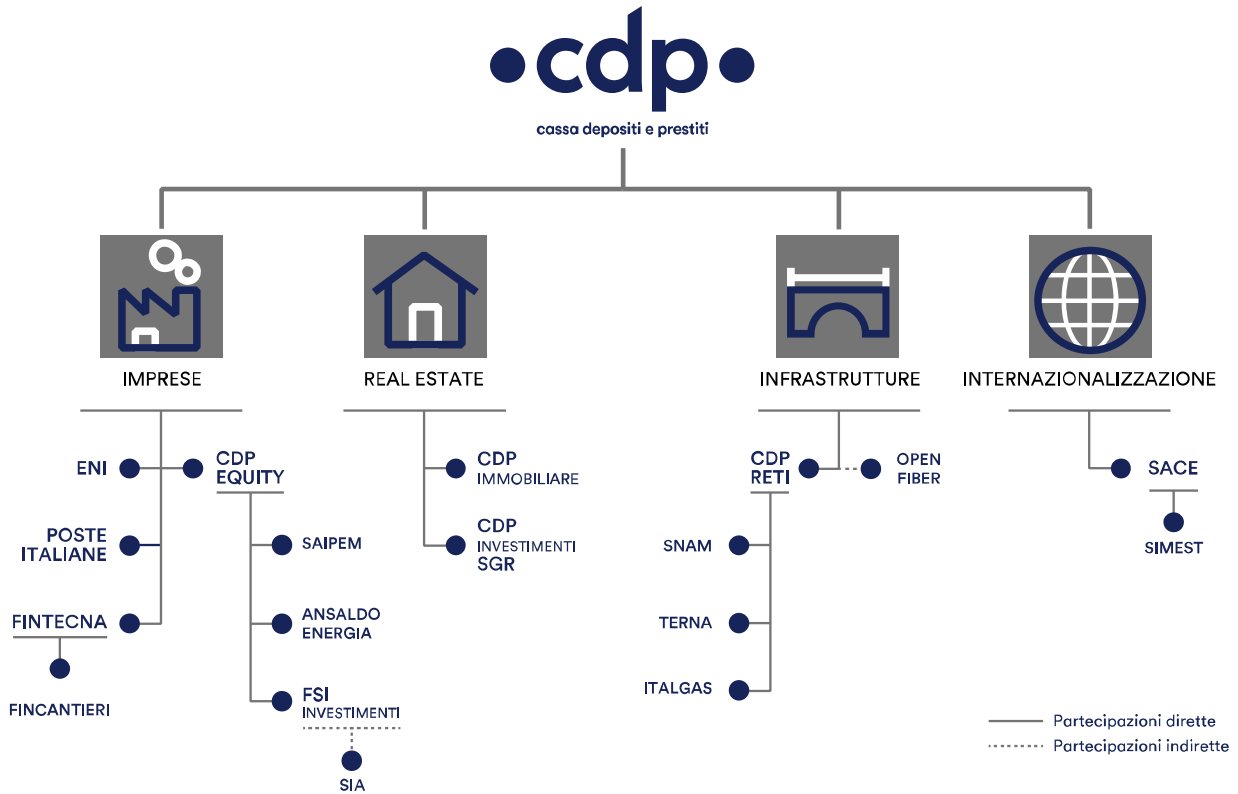 cdp
cassa depositi e prestiti
IMPRESE
REAL ESTATE
INFRASTRUTTURE
INTERNAZIONALIZZAZIONE
ENI
CDP
EQUITY
POSTE
ITALIANE
SAIPEM
FINTECNA
ANSALDO
ENERGIA
FINCANTIERI
FSI
INVESTIMENTI
SIA
CDP
IMMOBILIARE
CDP
INVESTIMENTI
SGR
CDP
RETI
OPEN
FIBER
SNAM
TERNA
ITALGAS
SACE
SIMEST
Partecipazioni dirette
Partecipazioni indirette